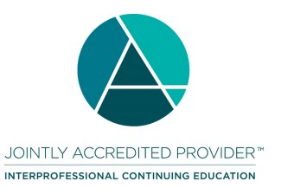 JOINTLY ACCREDITED PROVIDER™
INTERPROFESSIONAL CONTINUING EDUCATION